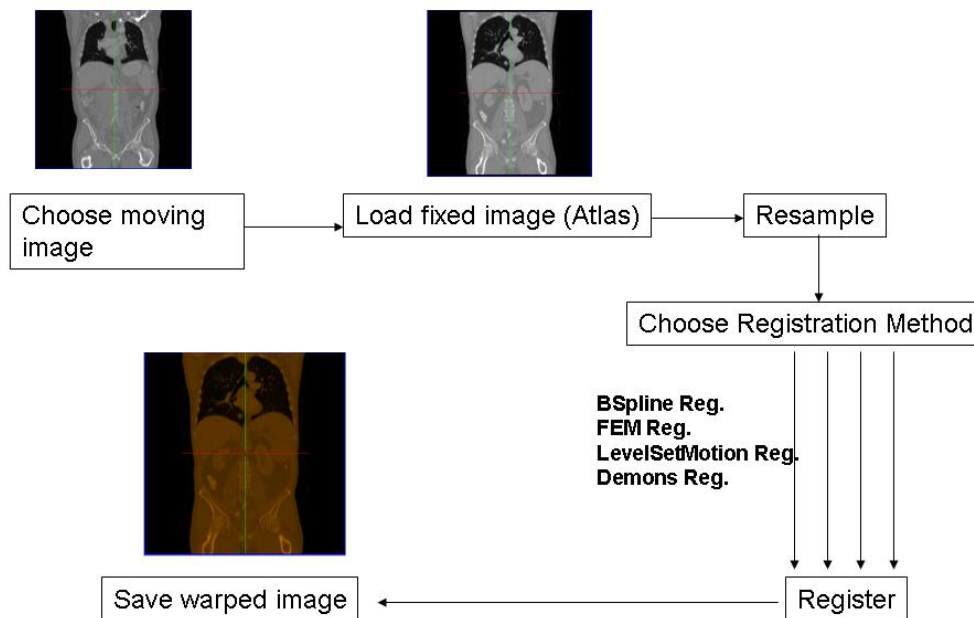 Choose moving
image
Load fixed image (Atlas)
Resample
Choose Registration Method
BSpline Reg.
FEM Reg.
LevelSetMotion Reg.
Demons Reg.
Save warped image
Register